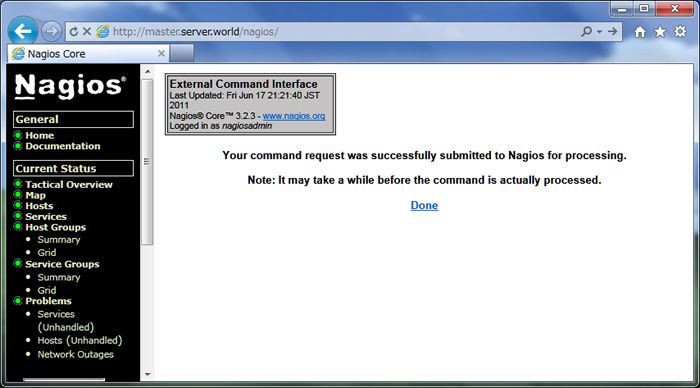 http://master.server.world/nagios/
Nagios Core
Nagios®
General
Home
Documentation
Current Status
Tactical Overview
Map
Hosts
Services
Host Groups
Summary
Grid
Service Groups
Summary
Grid
Problems
Services
(Unhandled)
Hosts (Unhandled)
Network Outages
External Command Interface
Last Updated: Fri Jun 17 21:21:40 JST
2011
Nagios® Core™ 3.2.3 - www.nagios.org
Logged in as nagiosadmin
Your command request was successfully submitted to Nagios for processing.
Note: It may take a while before the command is actually processed.
Done